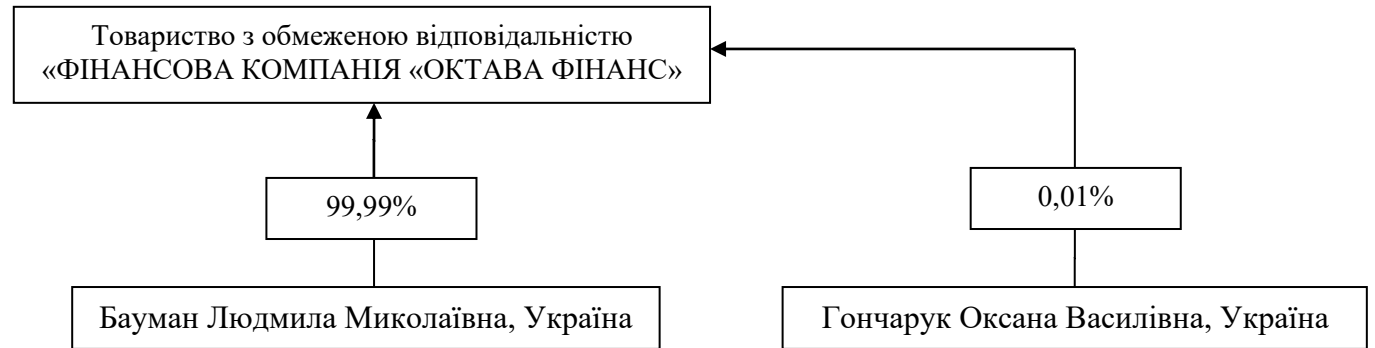 Товариство з обмеженою відповідальністю
«ФІНАНСОВА КОМПАНІЯ «ОКТАВА ФІНАНС»
99,99%
0,01%
Бауман Людмила Миколаївна, Україна
Гончарук Оксана Василівна, Україна